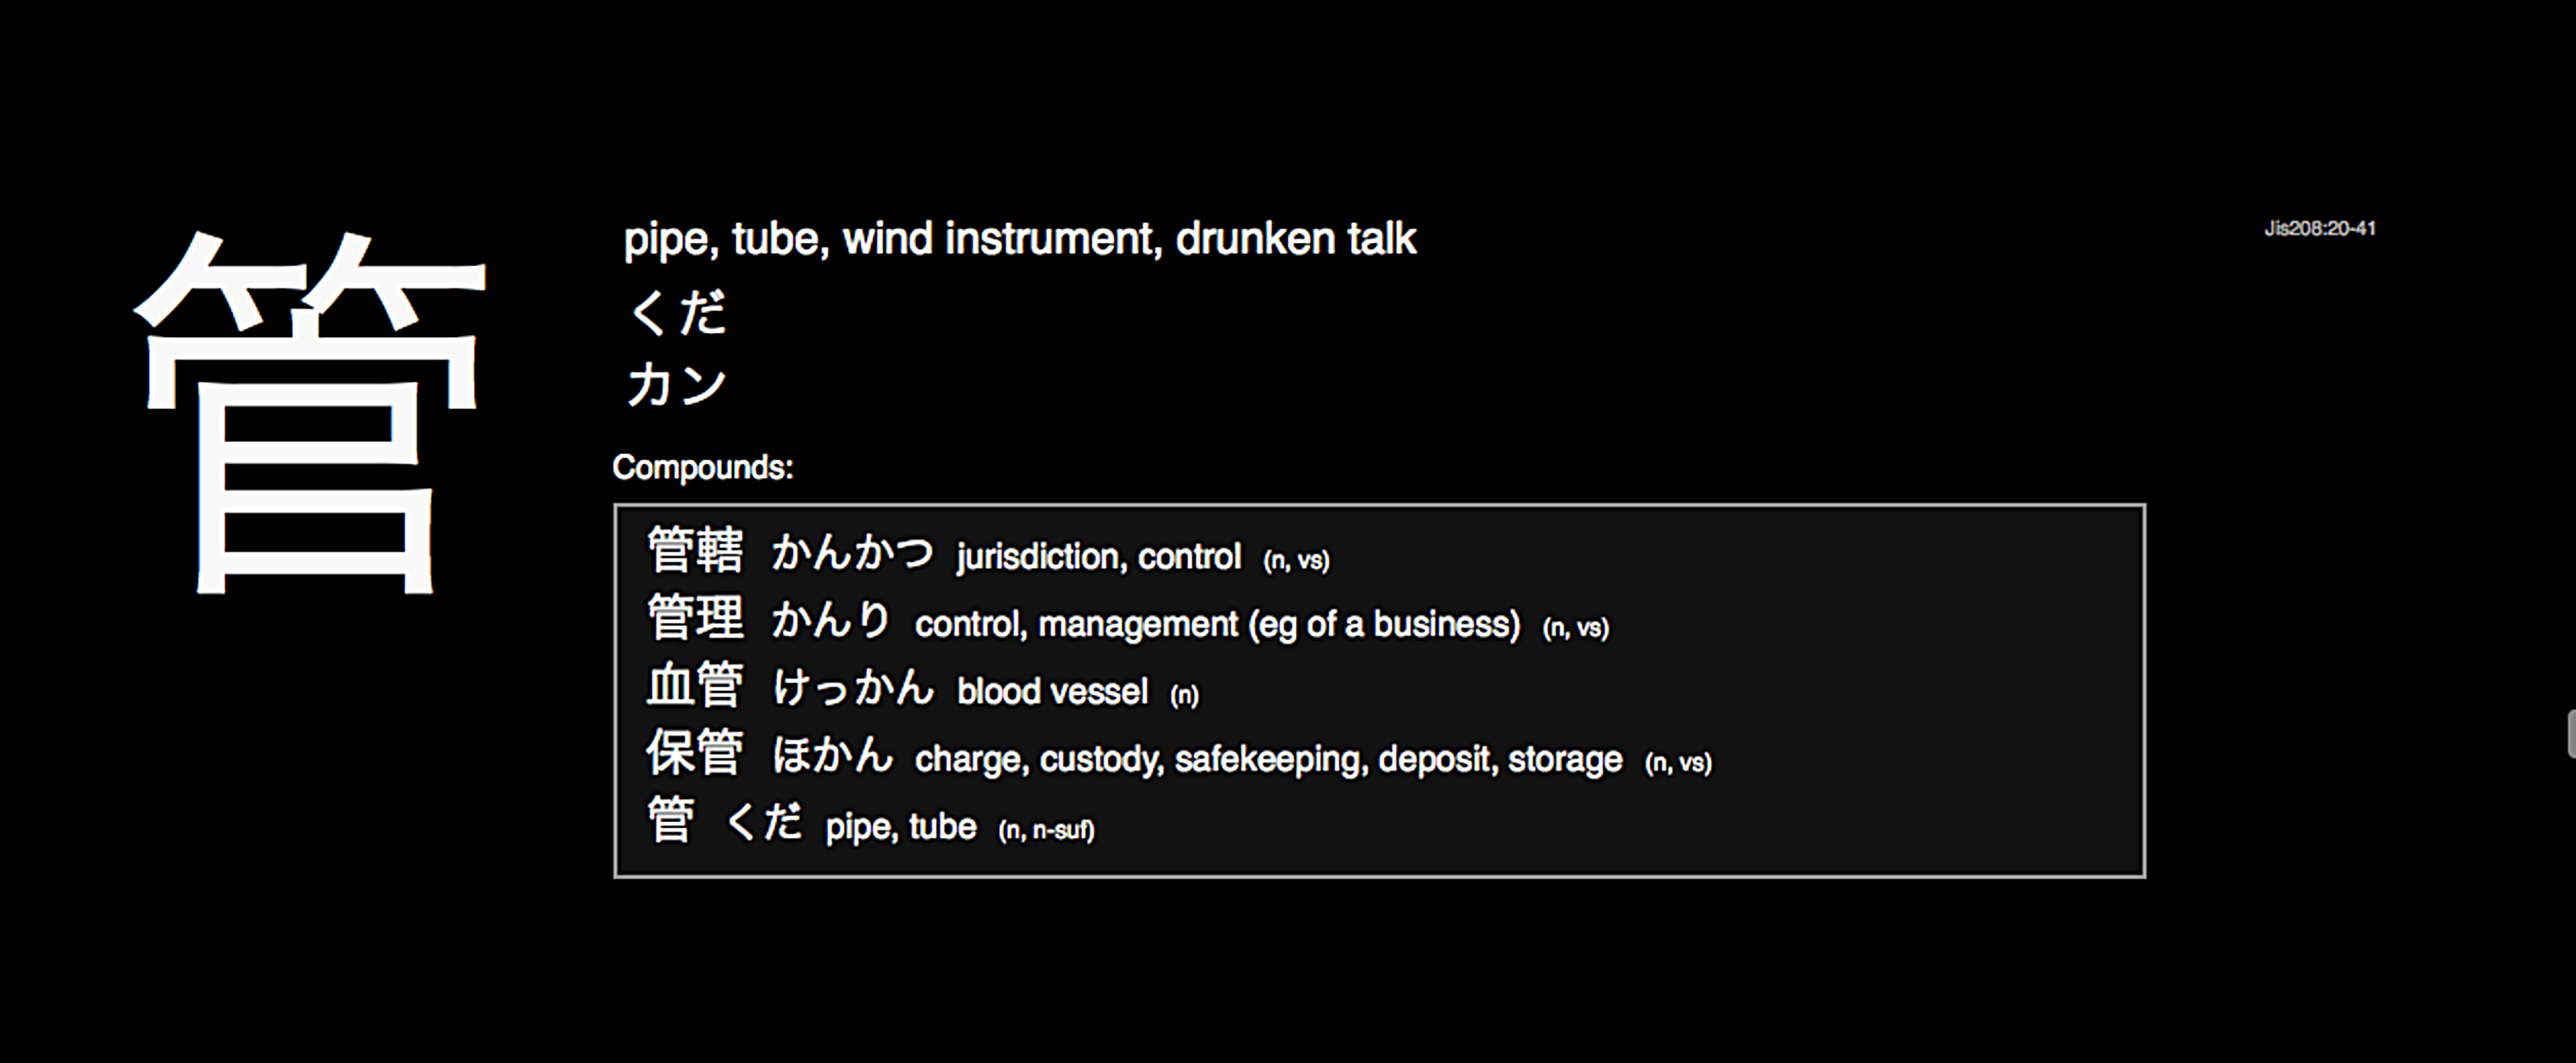 管
pipe, tube, wind instrument, drunken talk
Jis208:20-41
くだ
カン
Compounds:
管轄 かんかつ jurisdiction, control (n, vs)
管理 かんり control, management (eg of a business) (n, vs)
血管 けっかん blood vessel (n)
保管 ほかん charge, custody, safekeeping, deposit, storage (n, vs)
管 くだ pipe, tube (n, n-suf)